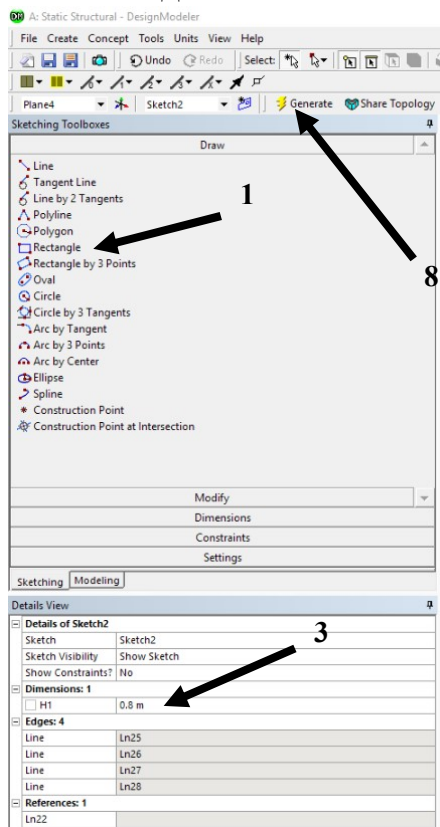 A: Static Structural - DesignModeler
File Create Concept Tools Units View Help
Undo Redo Select:
Plane4 Sketch2 Generate Share Topology
Sketching Toolboxes
Draw
Line
Tangent Line
Line by 2 Tangents
1
Polyline
Polygon
Rectangle
Rectangle by 3 Points
8
Oval
Circle
Circle by 3 Tangents
Arc by Tangent
Arc by 3 Points
Arc by Center
Ellipse
Spline
Construction Point
Construction Point at Intersection
Modify
Dimensions
Constraints
Settings
Sketching Modeling
Details View
Details of Sketch2
3
Sketch Sketch2
Sketch Visibility Show Sketch
Show Constraints? No
Dimensions: 1
H1 0.8 m
Edges: 4
Line Ln25
Line Ln26
Line Ln27
Line Ln28
References: 1
Ln22